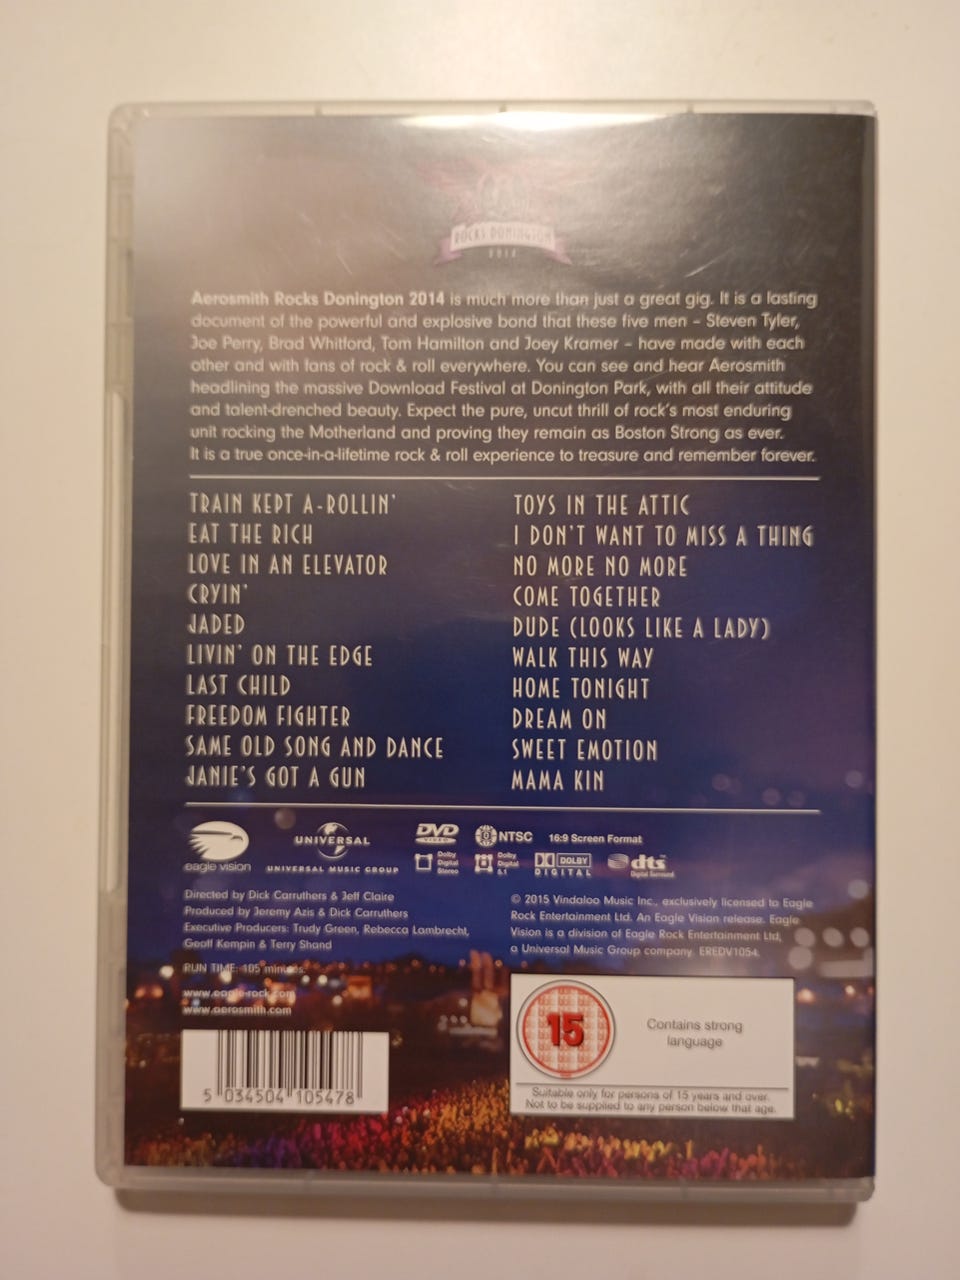 ROCKS DONINGTON
2014
Aerosmith Rocks Donington 2014 is much more than just a great gig. It is a lasting
document of the powerful and explosive bond that these five men – Steven Tyler,
Joe Perry, Brad Whitford, Tom Hamilton and Joey Kramer – have made with each
other and with fans of rock & roll everywhere. You can see and hear Aerosmith
headlining the massive Download Festival at Donington Park, with all their attitude
and talent-drenched beauty. Expect the pure, uncut thrill of rock's most enduring
unit rocking the Motherland and proving they remain as Boston Strong as ever.
It is a true once-in-a-lifetime rock & roll experience to treasure and remember forever.
TRAIN KEPT A-ROLLIN'
EAT THE RICH
LOVE IN AN ELEVATOR
CRYIN'
JADED
LIVIN' ON THE EDGE
LAST CHILD
FREEDOM FIGHTER
SAME OLD SONG AND DANCE
JANIE'S GOT A GUN
TOYS IN THE ATTIC
I DON'T WANT TO MISS A THING
NO MORE NO MORE
COME TOGETHER
DUDE (LOOKS LIKE A LADY)
WALK THIS WAY
HOME TONIGHT
DREAM ON
SWEET EMOTION
MAMA KIN
eagle vision
UNIVERSAL
UNIVERSAL MUSIC GROUP
DVD
VIDEO
NTSC
16:9 Screen Format
Dolby
Digital
Stereo
Dolby
Digital
5.1
DOLBY
DIGITAL
dts
Digital Surround
Directed by Dick Carruthers & Jeff Claire
Produced by Jeremy Azis & Dick Carruthers
Executive Producers: Trudy Green, Rebecca Lambrecht,
Geoff Kempin & Terry Shand
RUN TIME: 105 minutes.
www.eagle-rock.com
www.aerosmith.com
© 2015 Vindaloo Music Inc., exclusively licensed to Eagle
Rock Entertainment Ltd. An Eagle Vision release. Eagle
Vision is a division of Eagle Rock Entertainment Ltd,
a Universal Music Group company. EREDV1054.
5 034504 105478
15
Contains strong
language
Suitable only for persons of 15 years and over.
Not to be supplied to any person below that age.